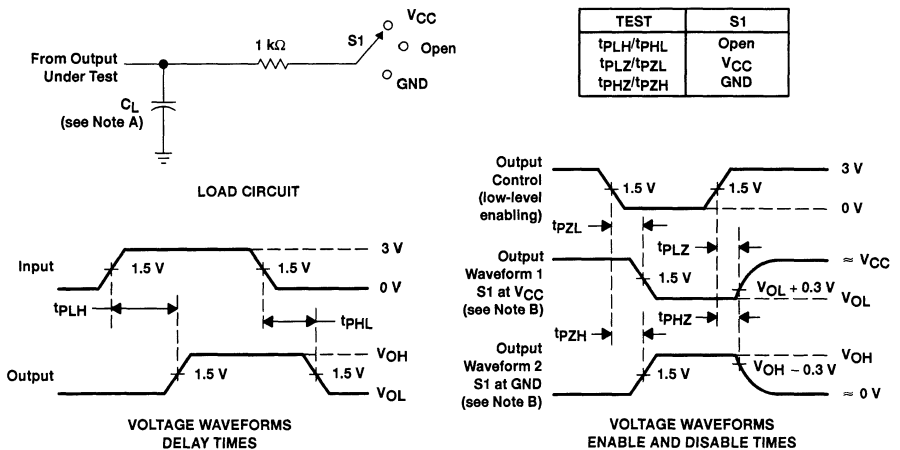 VCC
S1
1 kΩ
Open
From Output
Under Test
GND
CL
(see Note A)
LOAD CIRCUIT
TEST S1
tPLH/tPHL Open
tPLZ/tPZL VCC
tPHZ/tPZH GND
Input
1.5 V
1.5 V
3 V
0 V
tPLH
tPHL
Output
1.5 V
1.5 V
VOH
VOL
VOLTAGE WAVEFORMS
DELAY TIMES
Output
Control
(low-level
enabling)
1.5 V
1.5 V
3 V
0 V
tPZL
tPLZ
Output
Waveform 1
S1 at VCC
(see Note B)
1.5 V
≈ VCC
VOL + 0.3 V
VOL
tPZH
tPHZ
Output
Waveform 2
S1 at GND
(see Note B)
1.5 V
VOH
VOH – 0.3 V
≈ 0 V
VOLTAGE WAVEFORMS
ENABLE AND DISABLE TIMES